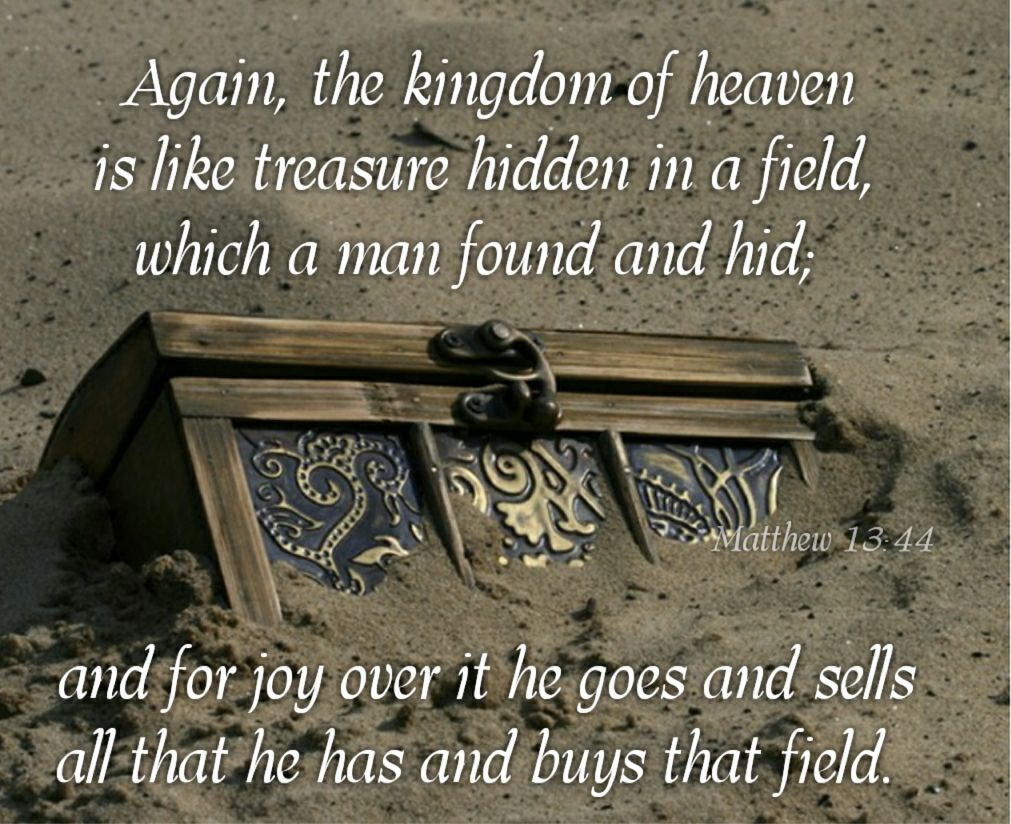 Again, the kingdom of heaven
is like treasure hidden in a field,
which a man found and hid;
Matthew 13:44
and for joy over it he goes and sells
all that he has and buys that field.